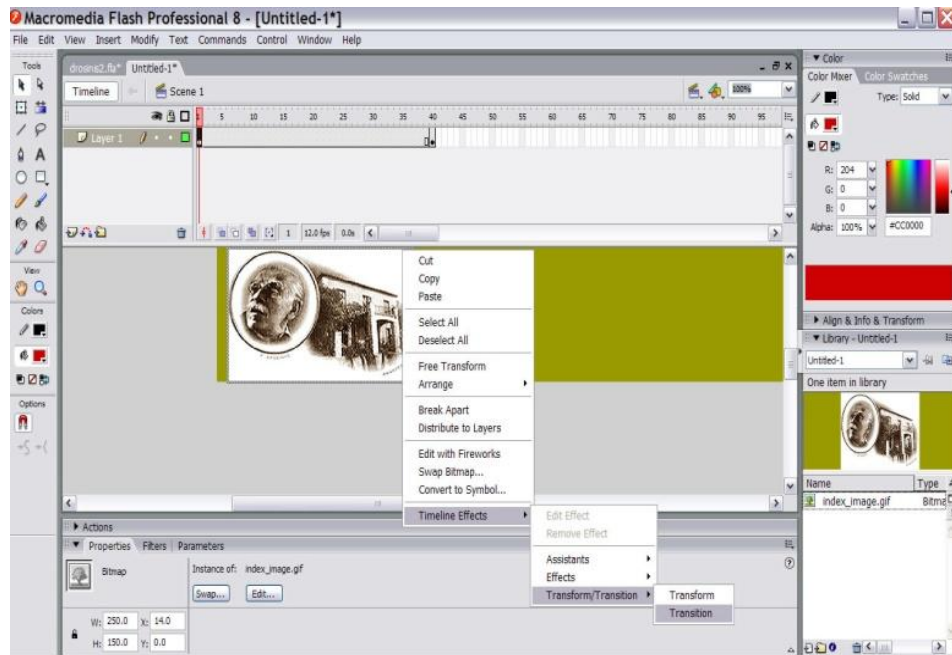 Macromedia Flash Professional 8 - [Untitled-1*]
File Edit View Insert Modify Text Commands Control Window Help
Tools
drosinis2.fla* Untitled-1*
Timeline Scene 1 100%
5 10 15 20 25 30 35 40 45 50 55 60 65 70 75 80 85 90 95
Layer 1
1 12.0 fps 0.0s
View
Colors
Options
Cut
Copy
Paste
Select All
Deselect All
Free Transform
Arrange
Break Apart
Distribute to Layers
Edit with Fireworks
Swap Bitmap...
Convert to Symbol...
Timeline Effects
Edit Effect
Remove Effect
Assistants
Effects
Transform/Transition
Transform
Transition
Actions
Properties Filters Parameters
Bitmap
Instance of: index_image.gif
Swap... Edit...
W: 250.0 X: 14.0
H: 150.0 Y: 0.0
Color
Color Mixer Color Swatches
Type: Solid
R: 204
G: 0
B: 0
Alpha: 100% #CC0000
Align & Info & Transform
Library - Untitled-1
Untitled-1
One item in library
Name Type
index_image.gif